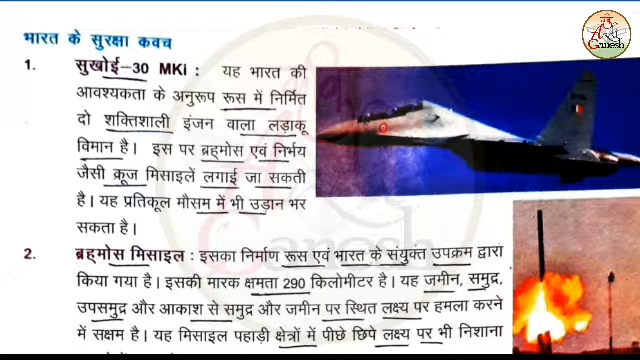 भारत के सुरक्षा कवच
1. सुखोई-30 MKi : यह भारत की
आवश्यकता के अनुरूप रूस में निर्मित
दो शक्तिशाली इंजन वाला लड़ाकू
विमान है। इस पर ब्रह्मोस एवं निर्भय
जैसी क्रूज मिसाइलें लगाई जा सकती
है। यह प्रतिकूल मौसम में भी उड़ान भर
सकता है।
2. ब्रह्मोस मिसाइल : इसका निर्माण रूस एवं भारत के संयुक्त उपक्रम द्वारा
किया गया है। इसकी मारक क्षमता 290 किलोमीटर है। यह जमीन, समुद्र,
उपसमुद्र और आकाश से समुद्र और जमीन पर स्थित लक्ष्य पर हमला करने
में सक्षम है। यह मिसाइल पहाड़ी क्षेत्रों में पीछे छिपे लक्ष्य पर भी निशाना
Ganesh